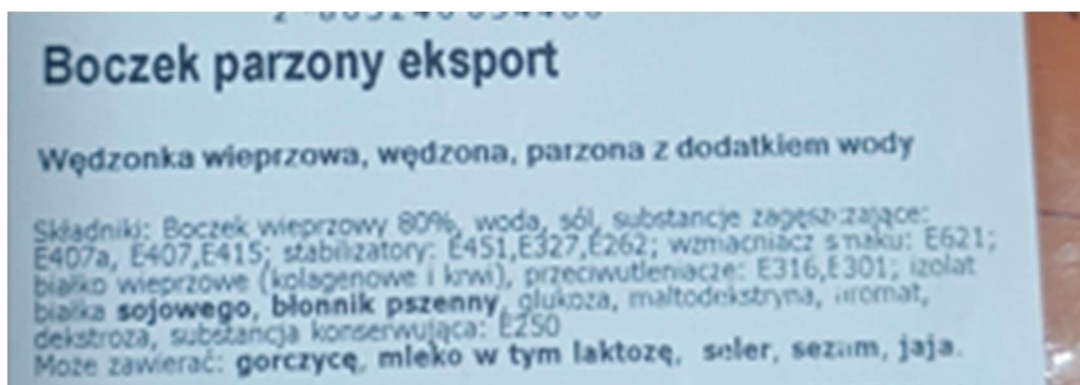 Boczek parzony eksport
Wędzonka wieprzowa, wędzona, parzona z dodatkiem wody
Składniki: Boczek wieprzowy 80%, woda, sól, substancje zagęszczające:
E407a, E407,E415; stabilizatory: E451,E327,E262; wzmacniacz smaku: E621;
białko wieprzowe (kolagenowe i krwi), przeciwutleniacze: E316,E301; izolat
białka sojowego, błonnik pszenny, glukoza, maltodekstryna, aromat,
dekstroza, substancja konserwująca: E250
Może zawierać: gorczycę, mleko w tym laktozę, seler, sezam, jaja.